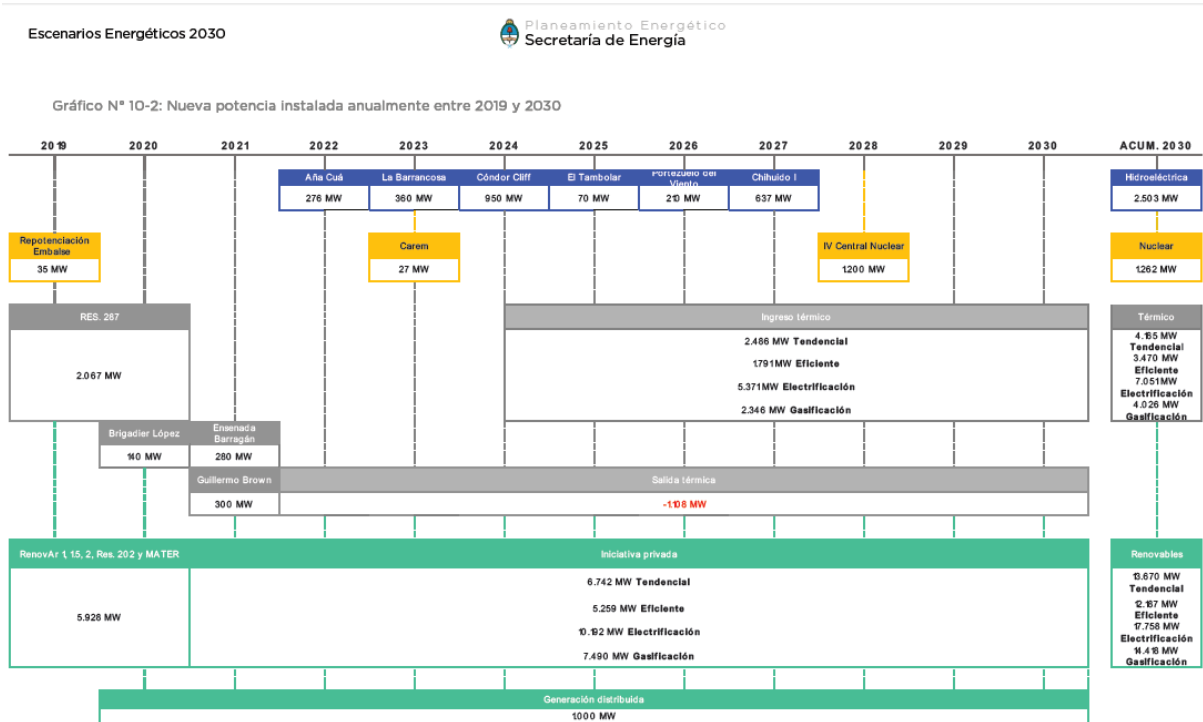 Escenarios Energéticos 2030
Planeamiento Energético
Secretaría de Energía
Gráfico N° 10-2: Nueva potencia instalada anualmente entre 2019 y 2030
2019 2020 2021 2022 2023 2024 2025 2026 2027 2028 2029 2030 ACUM. 2030
Aña Cuá La Barrancosa Cóndor Cliff El Tambolar Portezuelo del Viento Chihuido I Hidroeléctrica
276 MW 360 MW 950 MW 70 MW 210 MW 637 MW 2.503 MW
Repotenciación
Embalse
Carem IV Central Nuclear Nuclear
35 MW 27 MW 1.200 MW 1.262 MW
RES. 287 Ingreso térmico Térmico
2.067 MW
2.486 MW Tendencial
1.791 MW Eficiente
5.371 MW Electrificación
2.346 MW Gasificación
4.165 MW
Tendencial
3.470 MW
Eficiente
7.051 MW
Electrificación
4.026 MW
Gasificación
Brigadier López
140 MW
Ensenada
Barragán
280 MW
Guillermo Brown Salida térmica
300 MW -1.108 MW
RenovAr 1, 1.5, 2, Res. 202 y MATER Iniciativa privada Renovables
5.928 MW
6.742 MW Tendencial
5.259 MW Eficiente
10.192 MW Electrificación
7.490 MW Gasificación
13.670 MW
Tendencial
12.187 MW
Eficiente
17.758 MW
Electrificación
14.418 MW
Gasificación
Generación distribuida
1.000 MW